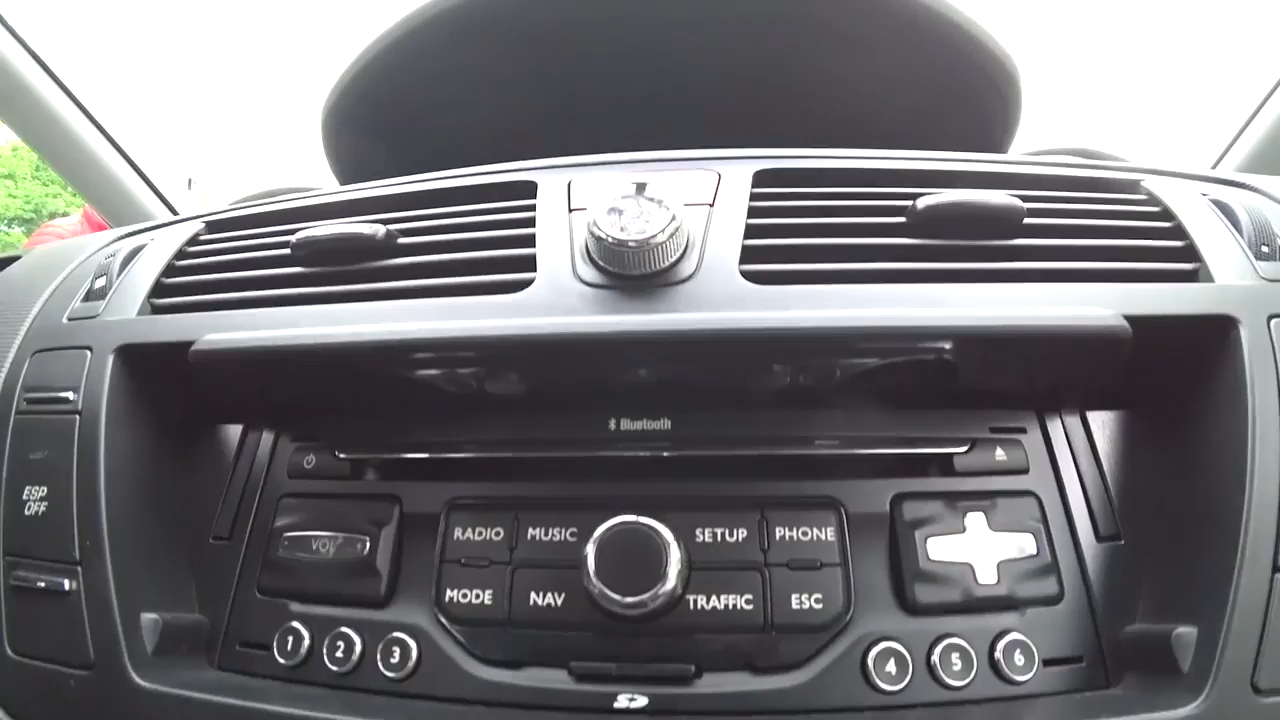 Bluetooth
ESP
OFF
RADIO MUSIC SETUP PHONE
VOL
MODE NAV TRAFFIC ESC
1 2 3 4 5 6
SD